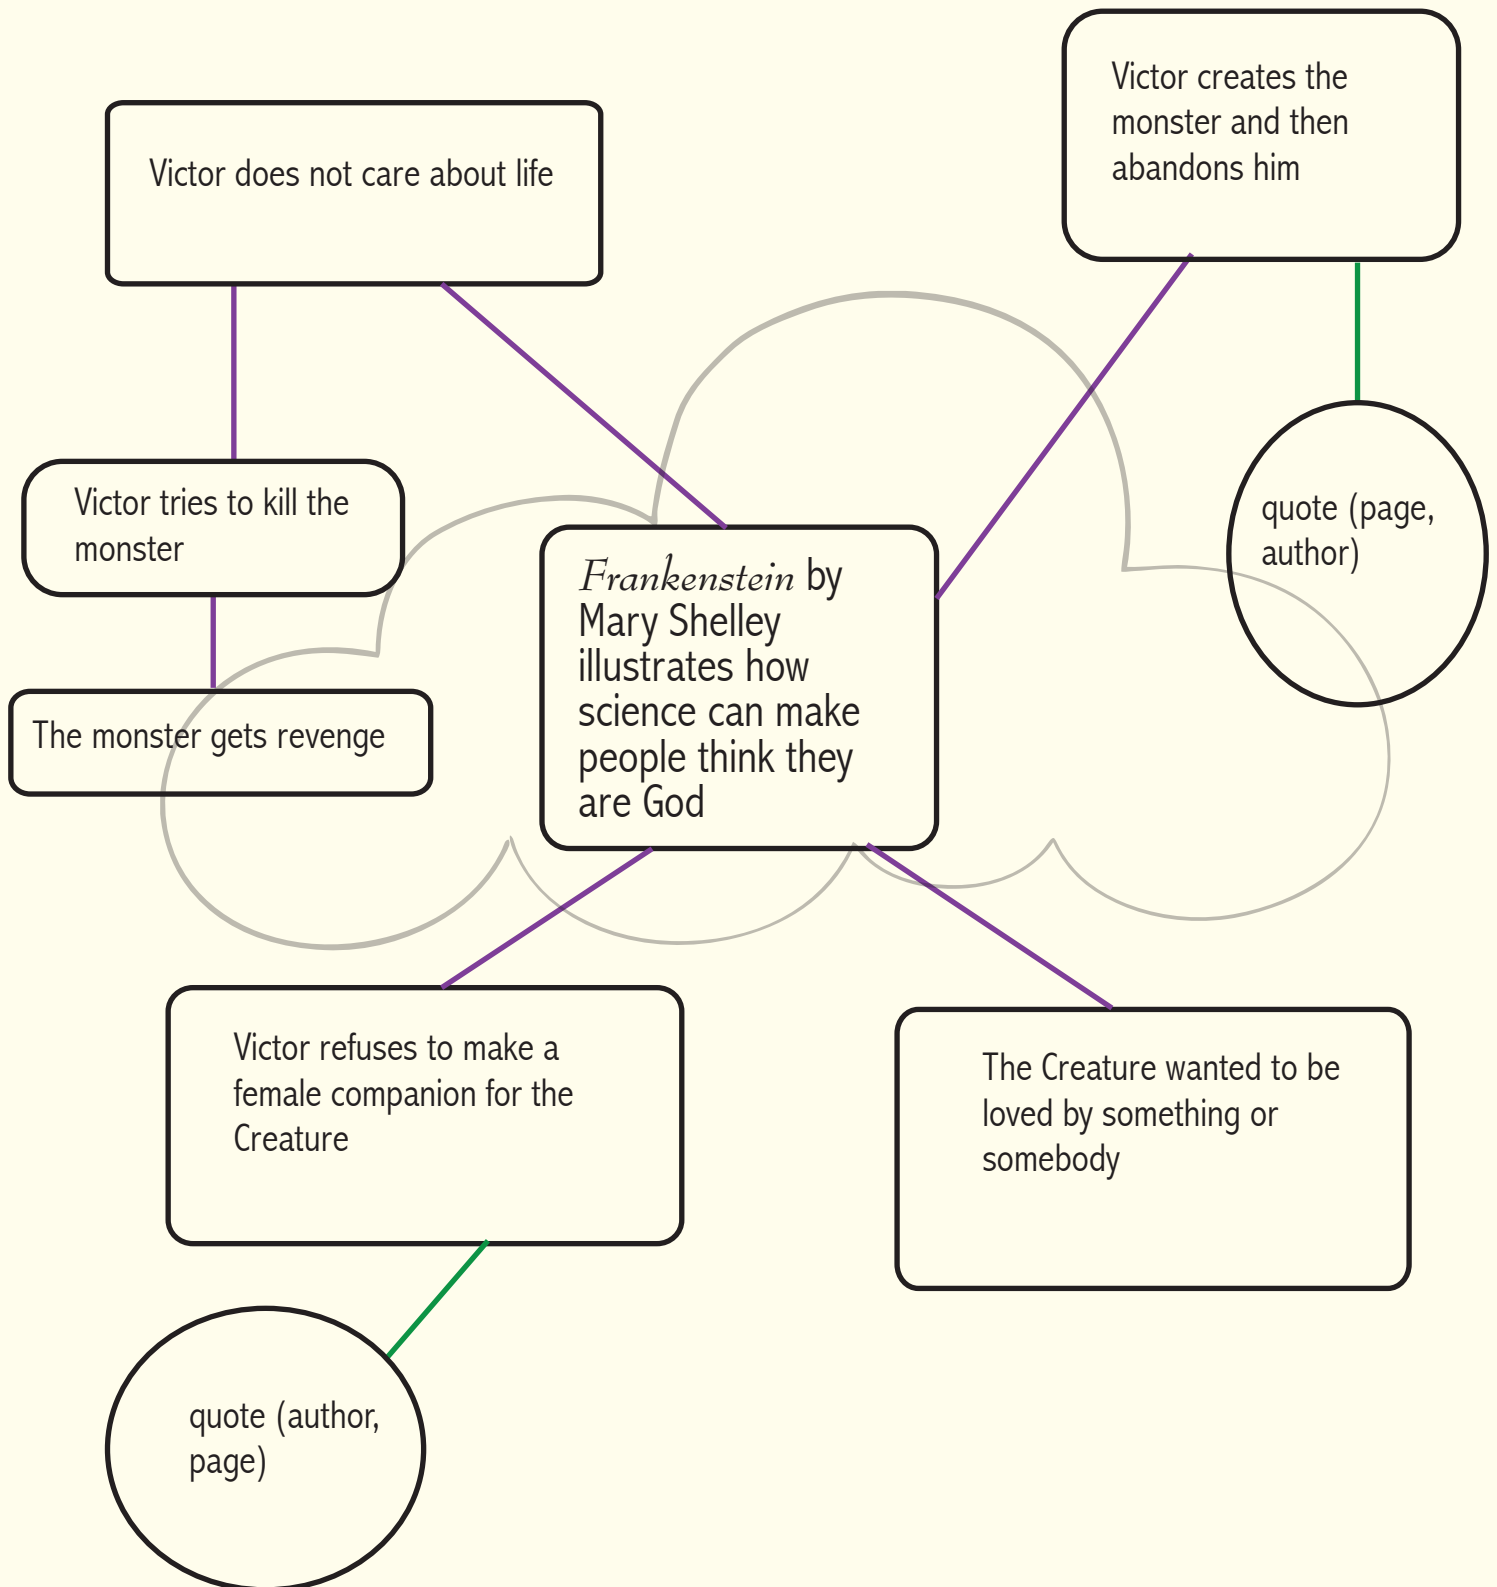 Victor creates the
monster and then
abandons him
Victor does not care about life
Victor tries to kill the
monster
quote (page,
author)
Frankenstein by
Mary Shelley
illustrates how
science can make
people think they
are God
The monster gets revenge
Victor refuses to make a
female companion for the
Creature
The Creature wanted to be
loved by something or
somebody
quote (author,
page)